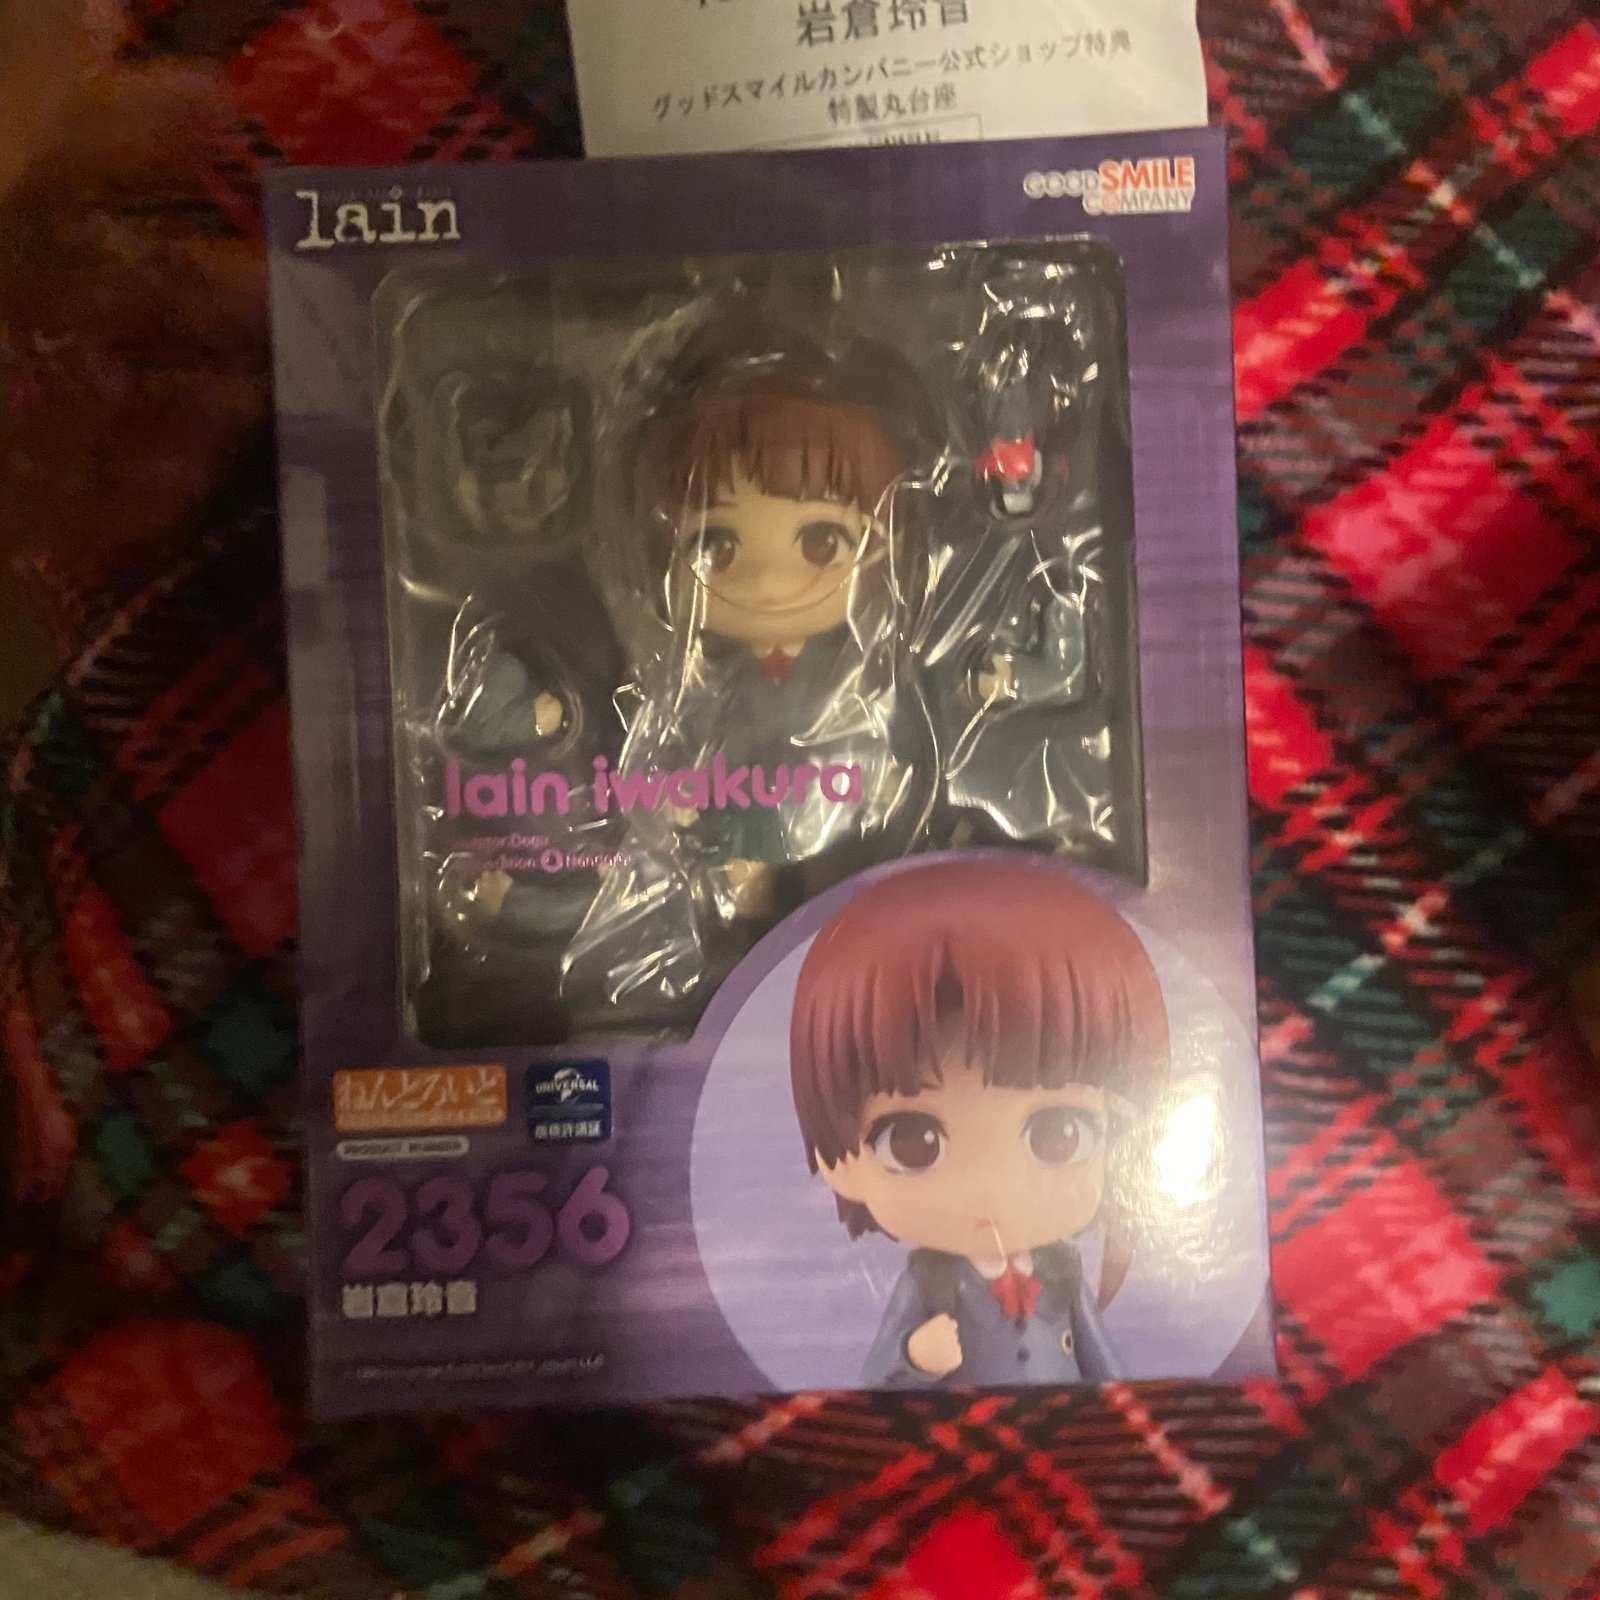 岩倉玲音
グッドスマイルカンパニー公式ショップ特典
特製丸台座
lain
GOOD SMILE
COMPANY
lain iwakura
ねんどろいど
UNIVERSAL
PRODUCT NUMBER
2356
岩倉玲音